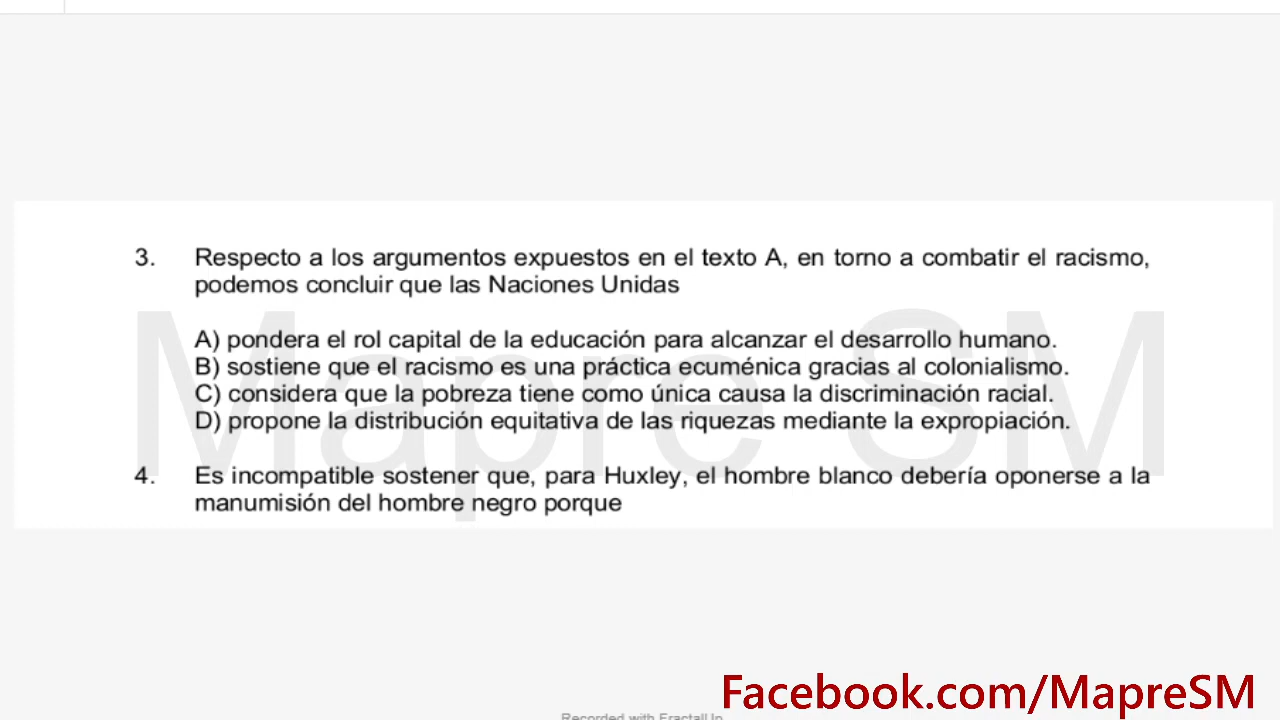 3. Respecto a los argumentos expuestos en el texto A, en torno a combatir el racismo,
podemos concluir que las Naciones Unidas
A) pondera el rol capital de la educación para alcanzar el desarrollo humano.
B) sostiene que el racismo es una práctica ecuménica gracias al colonialismo.
C) considera que la pobreza tiene como única causa la discriminación racial.
D) propone la distribución equitativa de las riquezas mediante la expropiación.
Mapre SM
4. Es incompatible sostener que, para Huxley, el hombre blanco debería oponerse a la
manumisión del hombre negro porque
Facebook.com/MapreSM
Recorded with